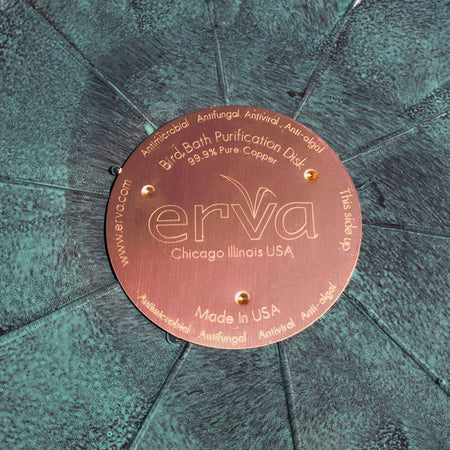 Antimicrobial Antifungal Antiviral Anti-algal
Bird Bath Purification Disk
99.9% Pure Copper
www.erva.com
This side up
erva
Chicago Illinois USA
Made In USA
Antimicrobial Antifungal Antiviral Anti-algal